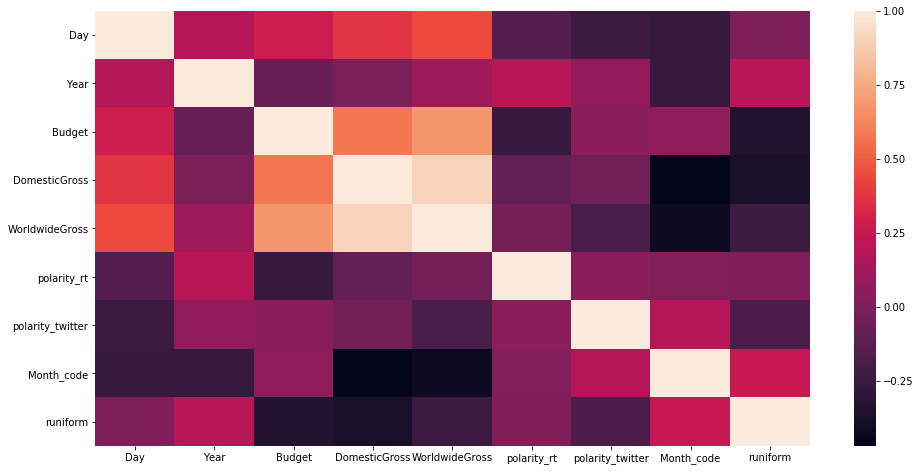 Day
Year
Budget
DomesticGross
WorldwideGross
polarity_rt
polarity_twitter
Month_code
runiform
Day Year Budget DomesticGross WorldwideGross polarity_rt polarity_twitter Month_code runiform
1.00
0.75
0.50
0.25
0.00
−0.25